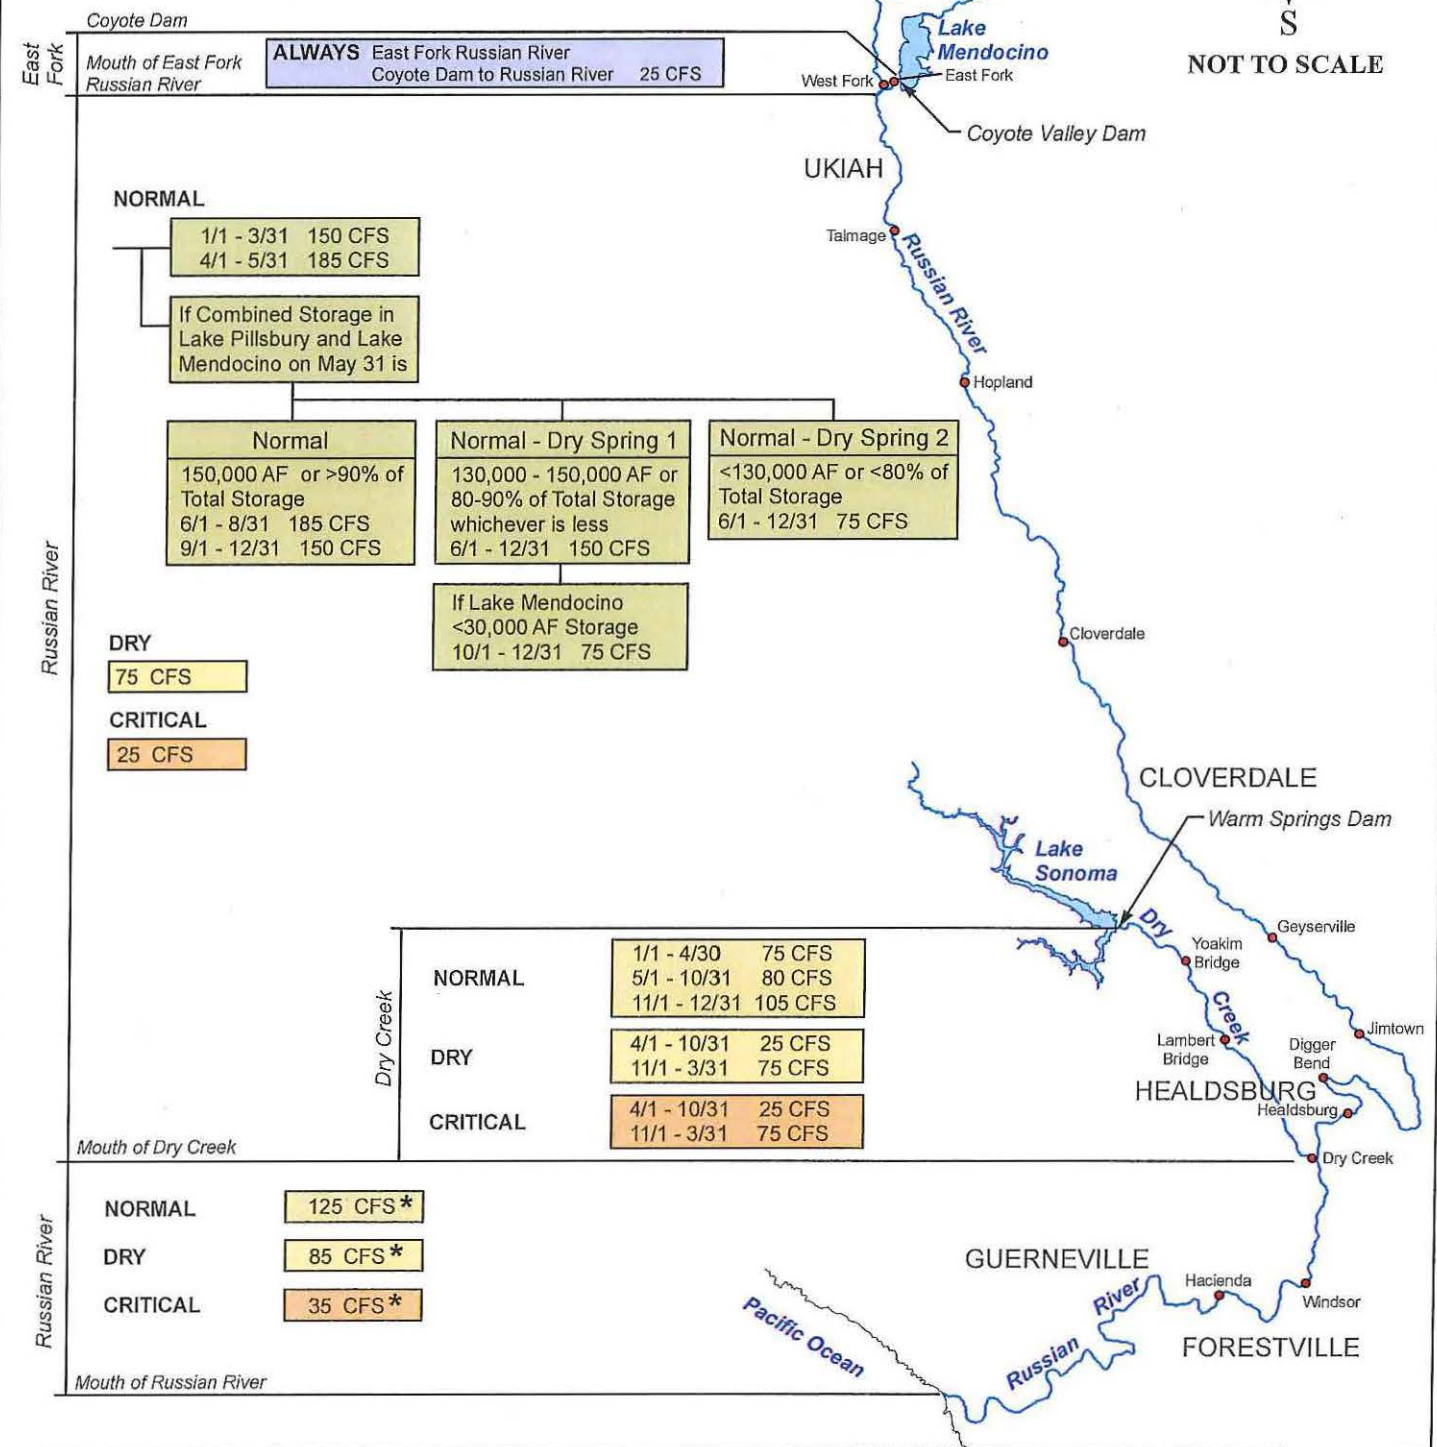 S
NOT TO SCALE
East
Fork
Coyote Dam
Mouth of East Fork
Russian River
ALWAYS East Fork Russian River
Coyote Dam to Russian River 25 CFS
Lake
Mendocino
West Fork
East Fork
Coyote Valley Dam
UKIAH
Talmage
Russian River
Hopland
Cloverdale
Russian River
NORMAL
1/1 - 3/31 150 CFS
4/1 - 5/31 185 CFS
If Combined Storage in
Lake Pillsbury and Lake
Mendocino on May 31 is
Normal
150,000 AF or >90% of
Total Storage
6/1 - 8/31 185 CFS
9/1 - 12/31 150 CFS
Normal - Dry Spring 1
130,000 - 150,000 AF or
80-90% of Total Storage
whichever is less
6/1 - 12/31 150 CFS
If Lake Mendocino
<30,000 AF Storage
10/1 - 12/31 75 CFS
Normal - Dry Spring 2
<130,000 AF or <80% of
Total Storage
6/1 - 12/31 75 CFS
DRY
75 CFS
CRITICAL
25 CFS
CLOVERDALE
Warm Springs Dam
Lake
Sonoma
Dry
Creek
Yoakim
Bridge
Geyserville
Lambert
Bridge
Jimtown
Digger
Bend
HEALDSBURG
Healdsburg
Dry Creek
Dry Creek
NORMAL
1/1 - 4/30 75 CFS
5/1 - 10/31 80 CFS
11/1 - 12/31 105 CFS
DRY
4/1 - 10/31 25 CFS
11/1 - 3/31 75 CFS
CRITICAL
4/1 - 10/31 25 CFS
11/1 - 3/31 75 CFS
Mouth of Dry Creek
Russian River
NORMAL
125 CFS*
DRY
85 CFS*
CRITICAL
35 CFS*
Mouth of Russian River
GUERNEVILLE
Hacienda
Windsor
FORESTVILLE
Russian River
Pacific Ocean